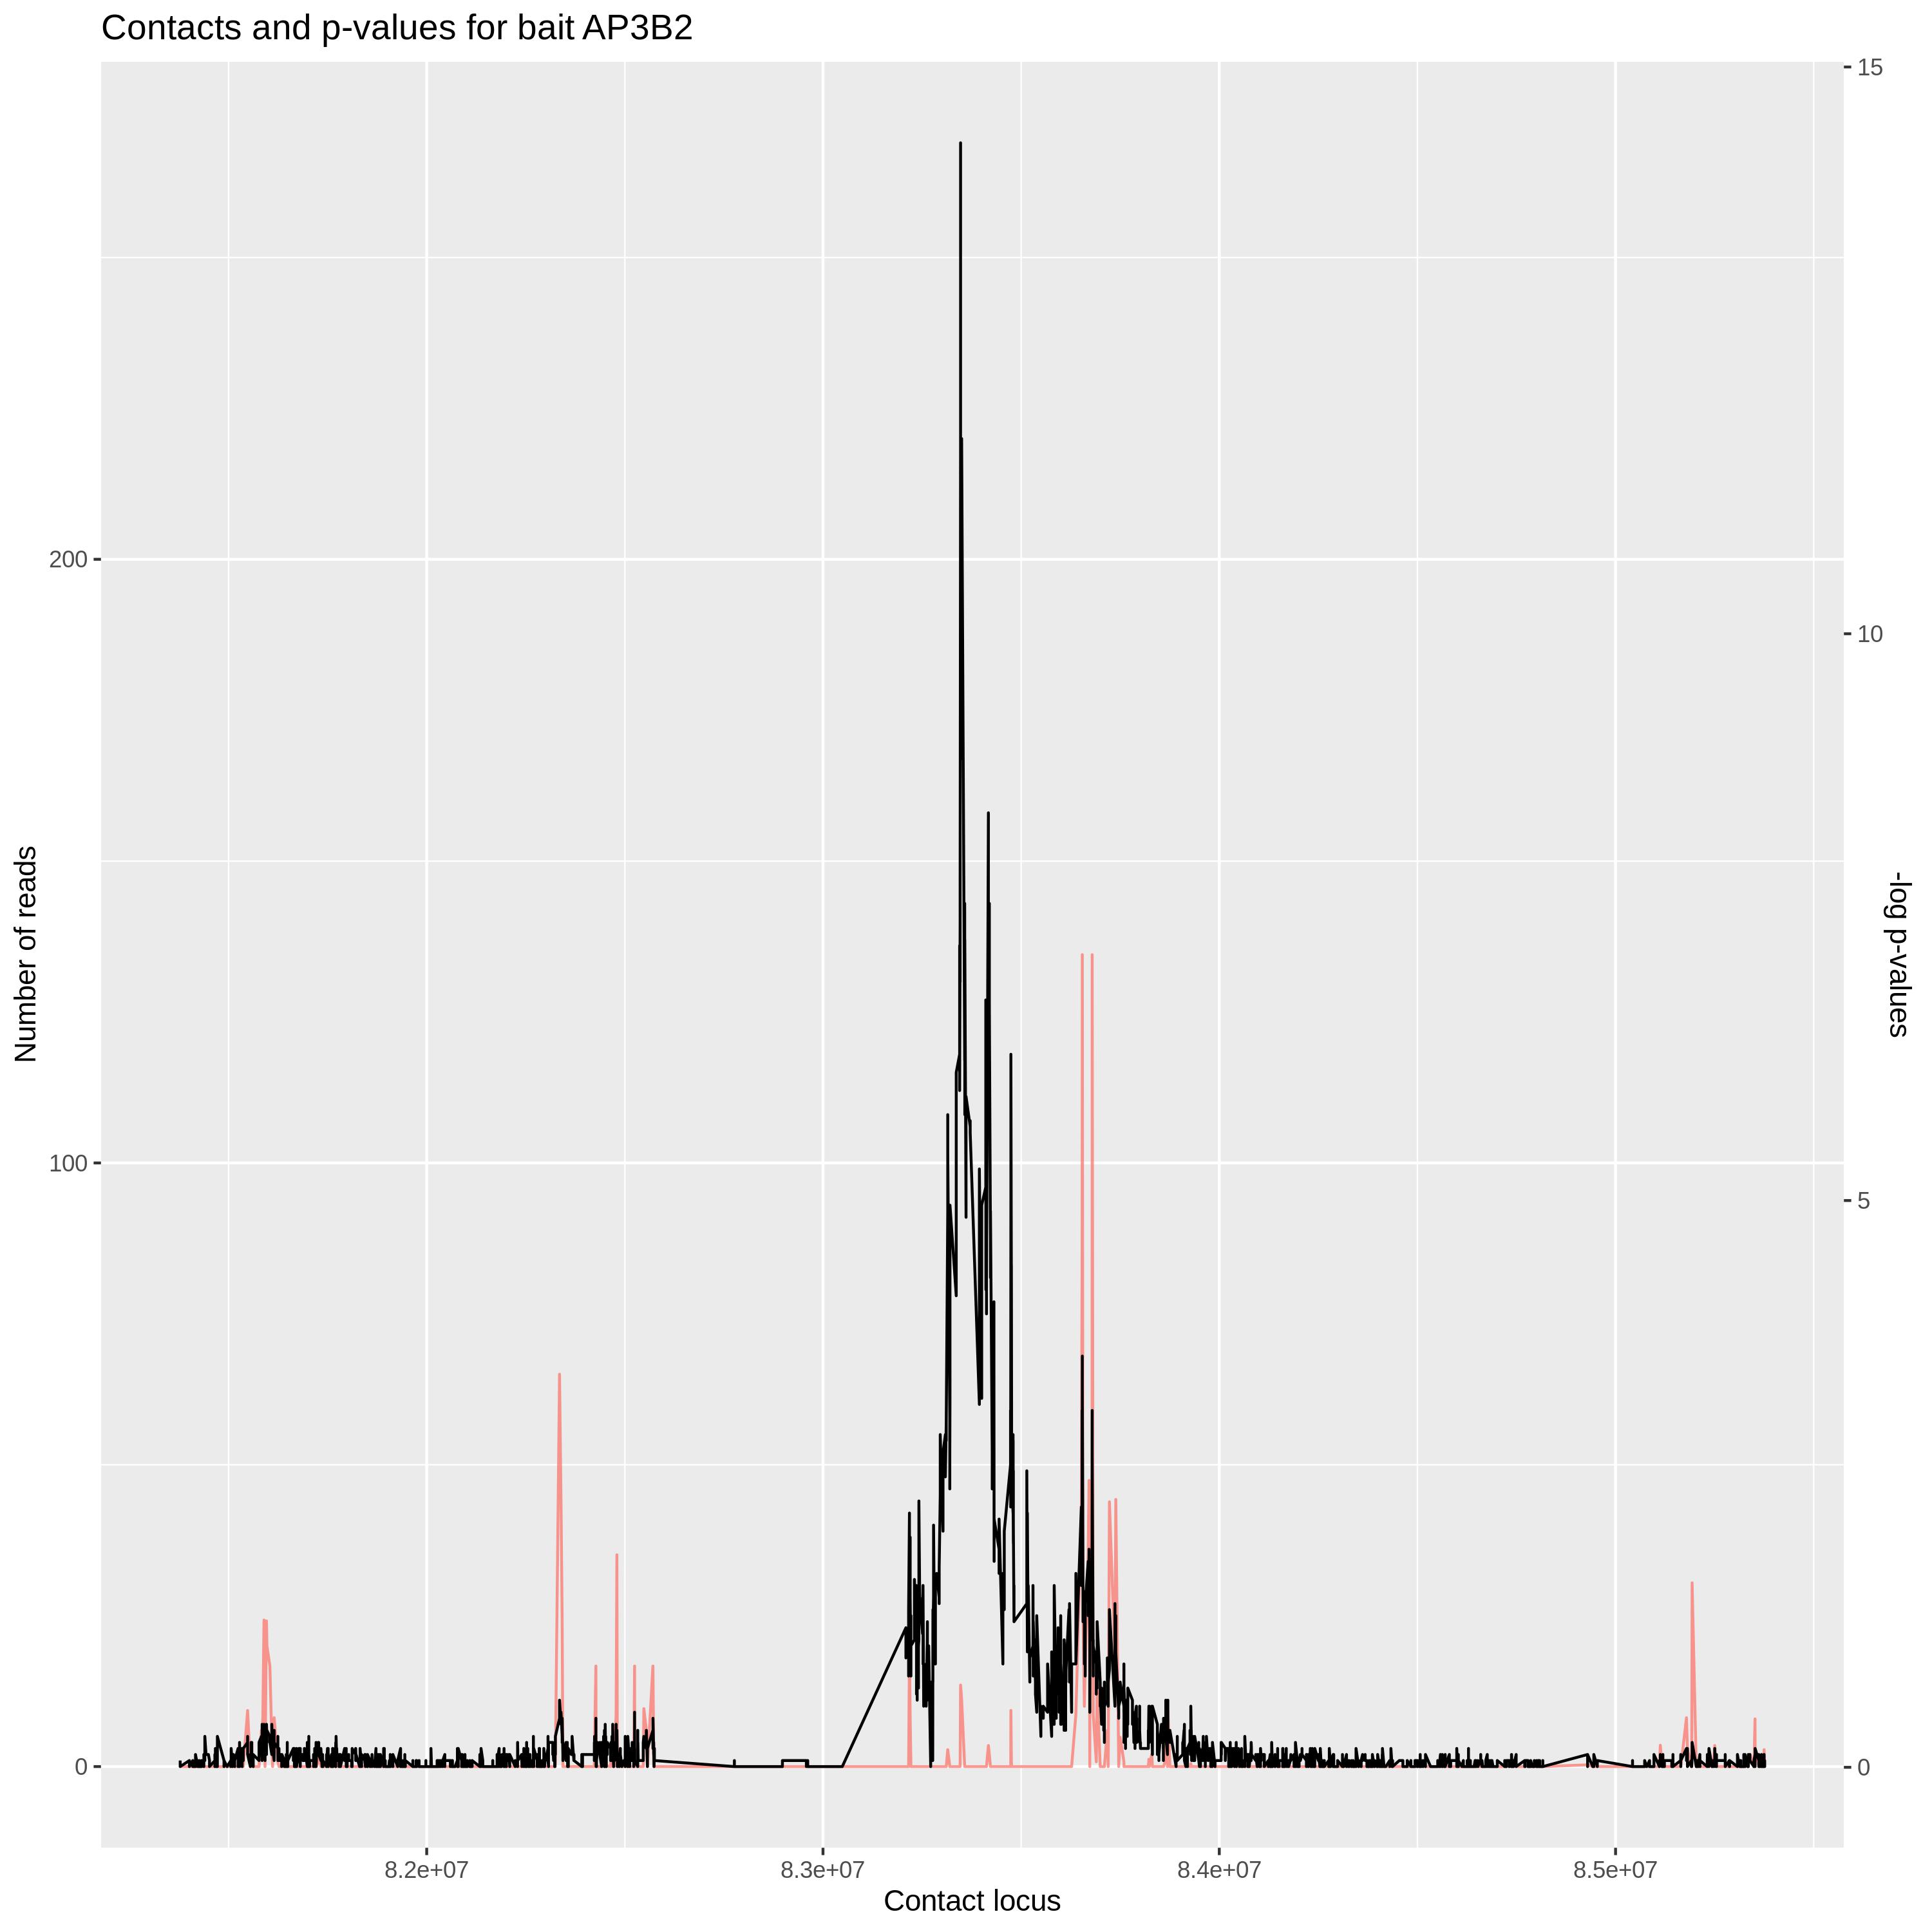 Contacts and p-values for bait AP3B2
15
200
10
Number of reads
-log p-values
100
5
0
0
8.2e+07
8.3e+07
8.4e+07
8.5e+07
Contact locus